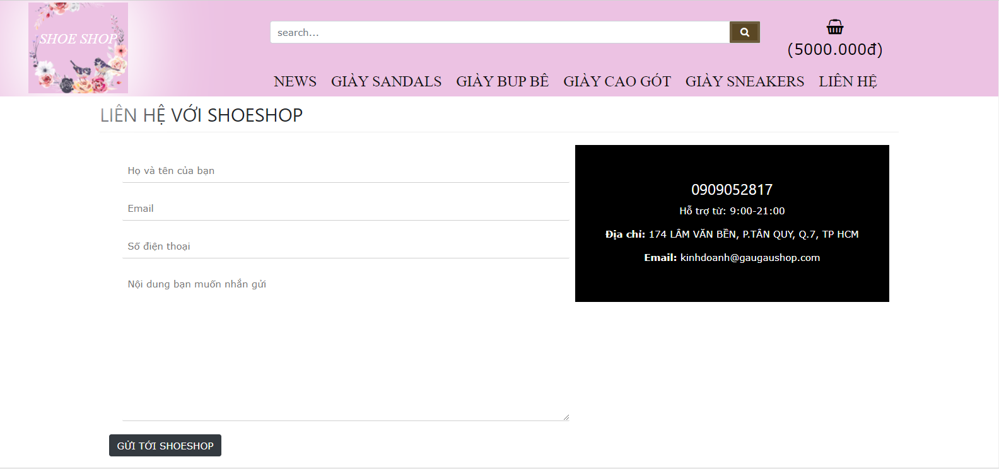 SHOE SHOP
search...
(5000.000đ)
NEWS GIÀY SANDALS GIÀY BUP BÊ GIÀY CAO GÓT GIÀY SNEAKERS LIÊN HỆ
LIÊN HỆ VỚI SHOESHOP
Họ và tên của bạn
Email
Số điện thoại
Nội dung bạn muốn nhắn gửi
GỬI TỚI SHOESHOP
0909052817
Hỗ trợ từ: 9:00-21:00
Địa chỉ: 174 LÂM VĂN BỀN, P.TÂN QUY, Q.7, TP HCM
Email: kinhdoanh@gaugaushop.com